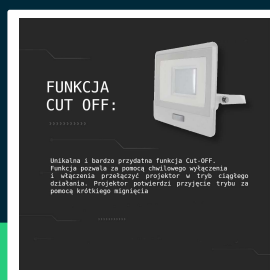 FUNKCJA
CUT OFF:
Unikalna i bardzo przydatna funkcja Cut-OFF.
Funkcja pozwala za pomocą chwilowego wyłączenia
i włączenia przełączyć projektor w tryb ciągłego
działania. Projektor potwierdzi przyjęcie trybu za
pomocą krótkiego mignięcia